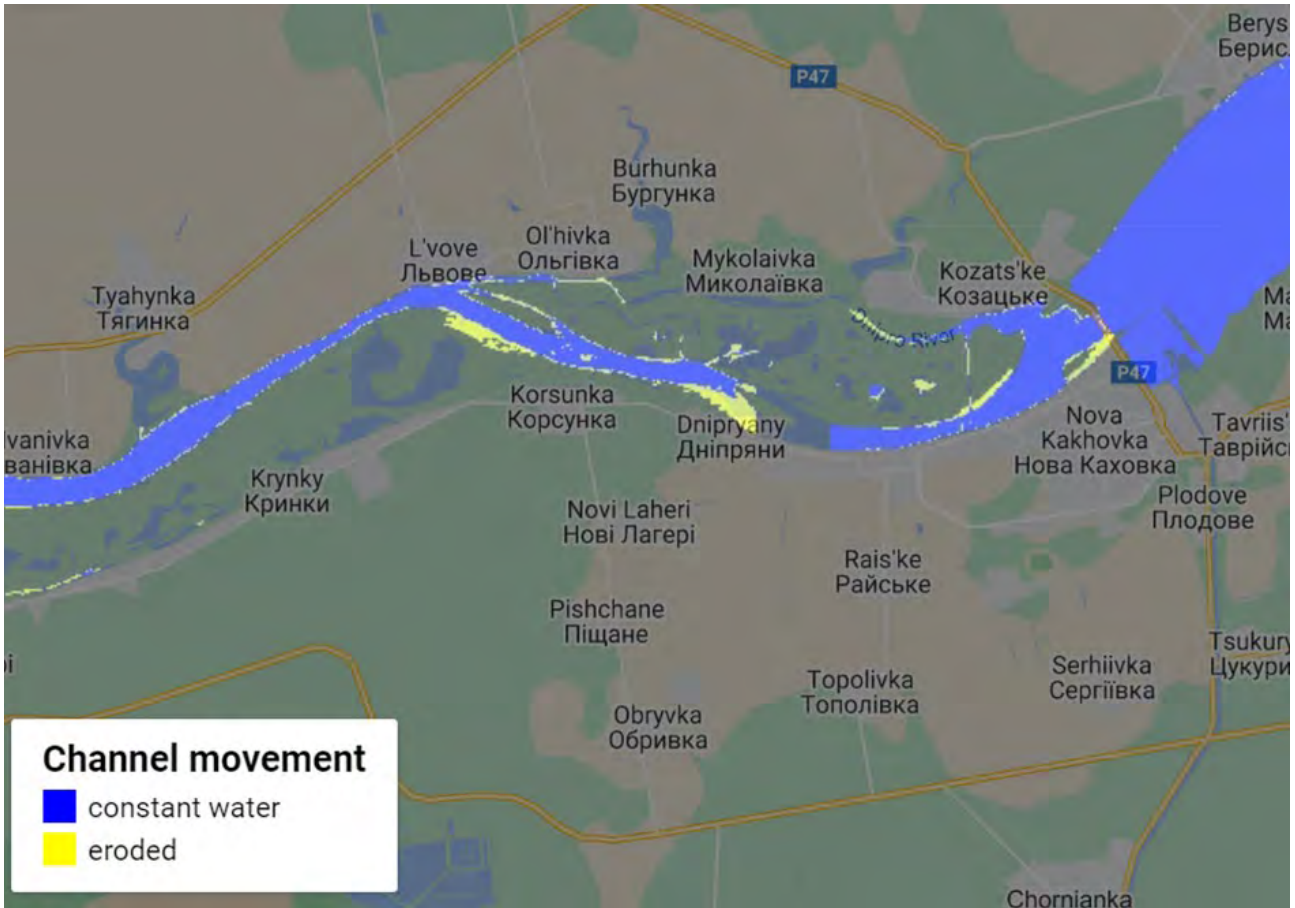 Berys
Берис
P47
Burhunka
Бургунка
L'vove
Львове
Ol'hivka
Ольгівка
Mykolaivka
Миколаївка
Kozats'ke
Козацьке
Tyahynka
Тягинка
Ma
Ма
Dnipro River
P47
Korsunka
Корсунка
Dnipryany
Дніпряни
Nova
Kakhovka
Нова Каховка
Tavriis'
Таврійсь
ivanivka
ванівка
Krynky
Кринки
Plodove
Плодове
Novi Laheri
Нові Лагері
Rais'ke
Райське
Pishchane
Піщане
Tsukury
Цукури
Serhiivka
Сергіївка
Topolivka
Тополівка
Obryvka
Обривка
Channel movement
constant water
eroded
Chornianka